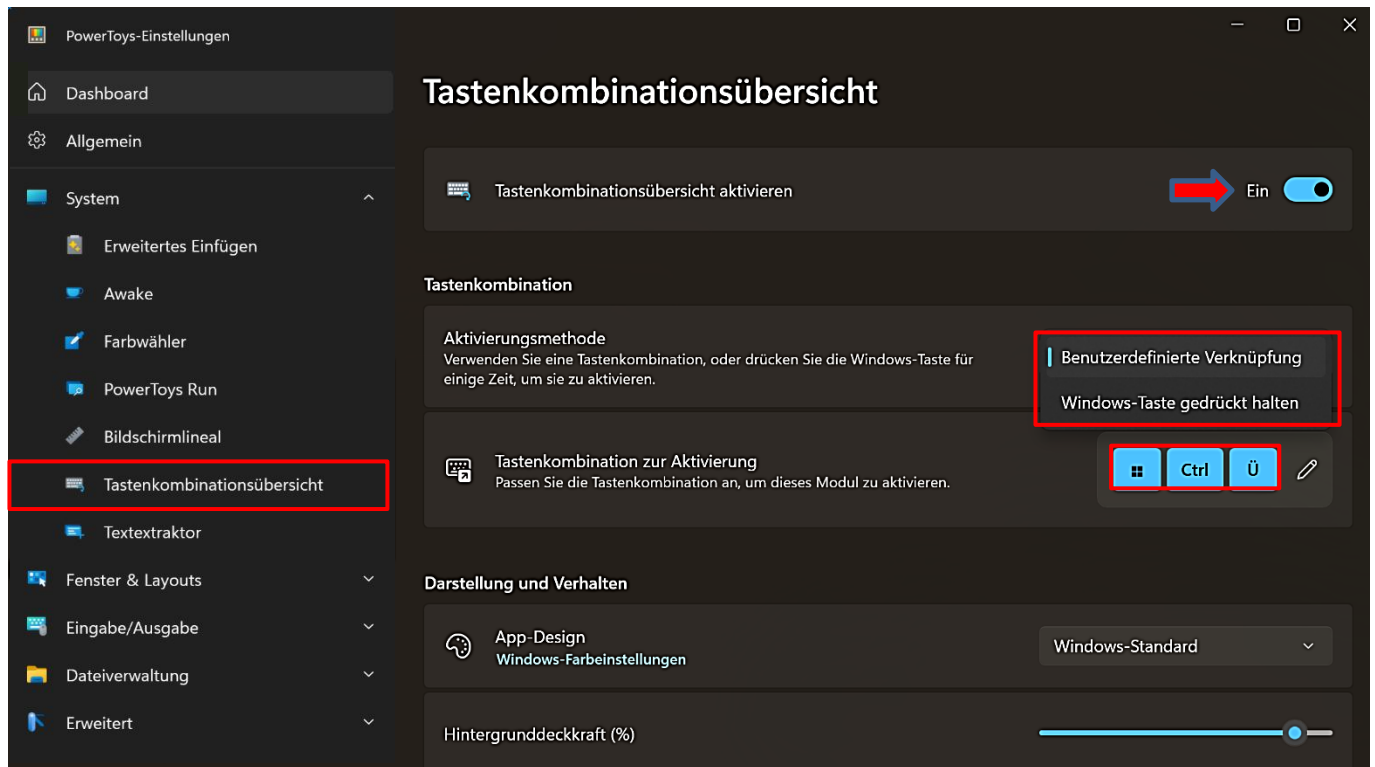 PowerToys-Einstellungen
Dashboard
Allgemein
System
Erweitertes Einfügen
Awake
Farbwähler
PowerToys Run
Bildschirmlineal
Tastenkombinationsübersicht
Textextraktor
Fenster & Layouts
Eingabe/Ausgabe
Dateiverwaltung
Erweitert
Tastenkombinationsübersicht
Tastenkombinationsübersicht aktivieren
Ein
Tastenkombination
Aktivierungsmethode
Verwenden Sie eine Tastenkombination, oder drücken Sie die Windows-Taste für
einige Zeit, um sie zu aktivieren.
Benutzerdefinierte Verknüpfung
Windows-Taste gedrückt halten
Tastenkombination zur Aktivierung
Passen Sie die Tastenkombination an, um dieses Modul zu aktivieren.
Ctrl Ü
Darstellung und Verhalten
App-Design
Windows-Farbeinstellungen
Windows-Standard
Hintergrunddeckkraft (%)